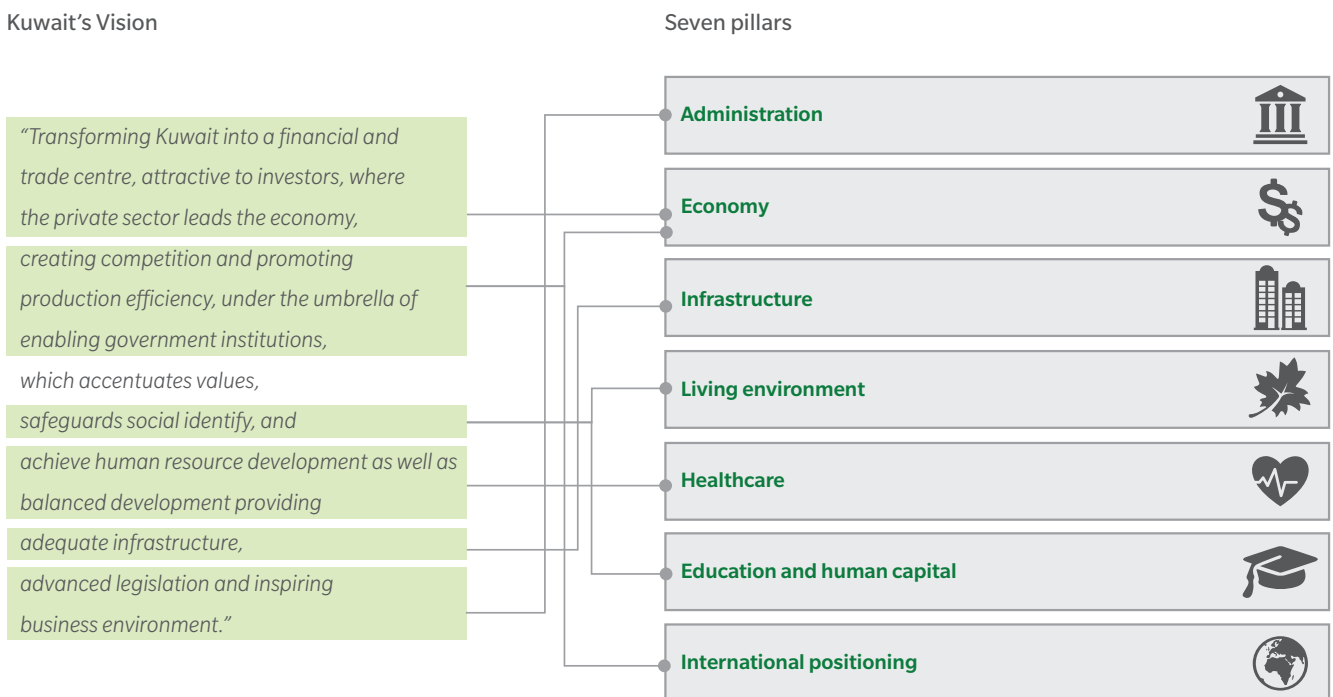 Kuwait’s Vision
“Transforming Kuwait into a financial and
trade centre, attractive to investors, where
the private sector leads the economy,
creating competition and promoting
production efficiency, under the umbrella of
enabling government institutions,
which accentuates values,
safeguards social identify, and
achieve human resource development as well as
balanced development providing
adequate infrastructure,
advanced legislation and inspiring
business environment.”
Seven pillars
Administration
Economy
Infrastructure
Living environment
Healthcare
Education and human capital
International positioning